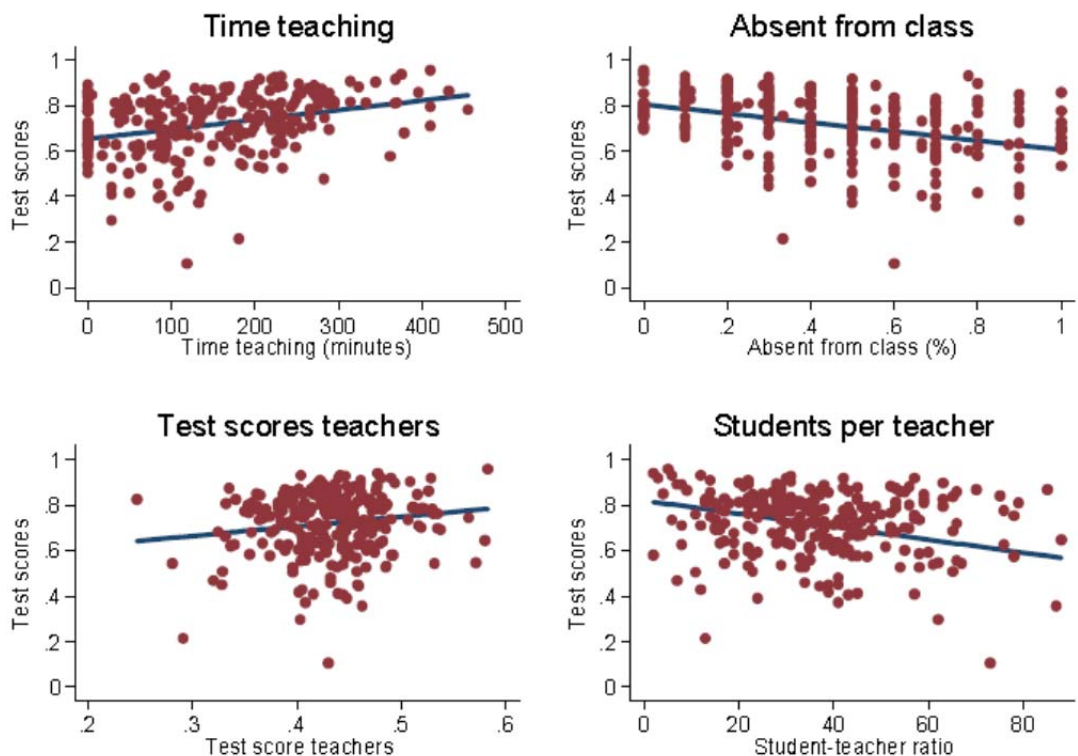 Time teaching
1
.8
.6
.4
.2
0
Test scores
0 100 200 300 400 500
Time teaching (minutes)
Absent from class
1
.8
.6
.4
.2
0
Test scores
0 .2 .4 .6 .8 1
Absent from class (%)
Test scores teachers
1
.8
.6
.4
.2
0
Test scores
.2 .3 .4 .5 .6
Test score teachers
Students per teacher
1
.8
.6
.4
.2
0
Test scores
0 20 40 60 80
Student-teacher ratio